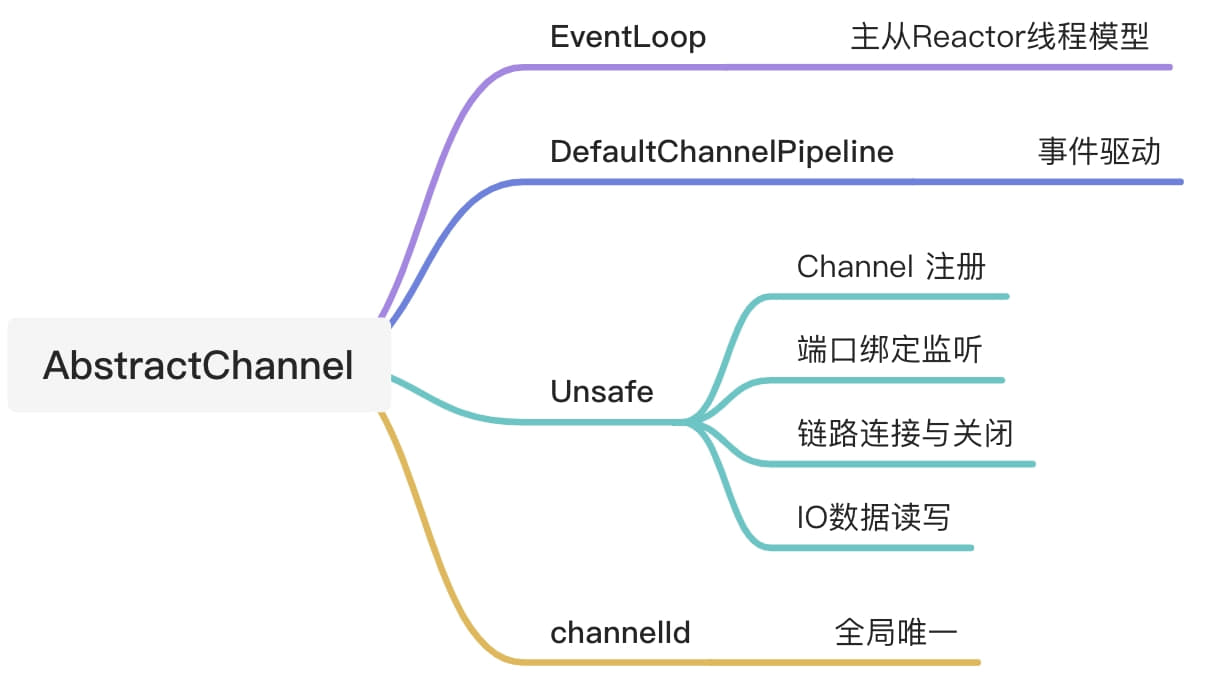 AbstractChannel
EventLoop 主从Reactor线程模型
DefaultChannelPipeline 事件驱动
Unsafe
Channel 注册
端口绑定监听
链路连接与关闭
IO数据读写
channelId 全局唯一